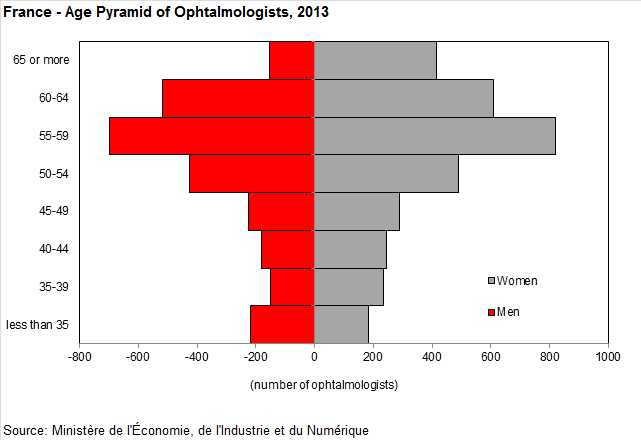 France - Age Pyramid of Ophtalmologists, 2013
65 or more
60-64
55-59
50-54
45-49
40-44
35-39
less than 35
Women
Men
-800 -600 -400 -200 0 200 400 600 800 1000
(number of ophtalmologists)
Source: Ministère de l'Économie, de l'Industrie et du Numérique